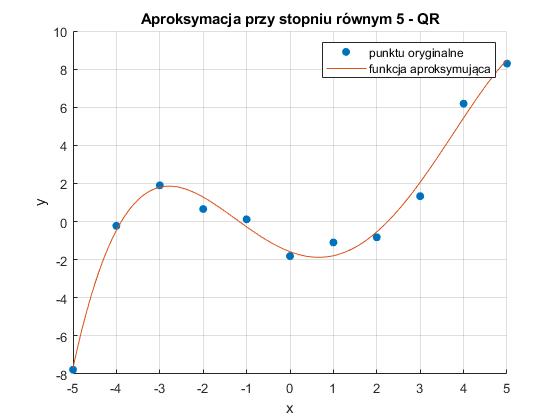 Aproksymacja przy stopniu równym 5 - QR
punktu oryginalne
funkcja aproksymująca
10
8
6
4
2
0
-2
-4
-6
-8
y
-5 -4 -3 -2 -1 0 1 2 3 4 5
x